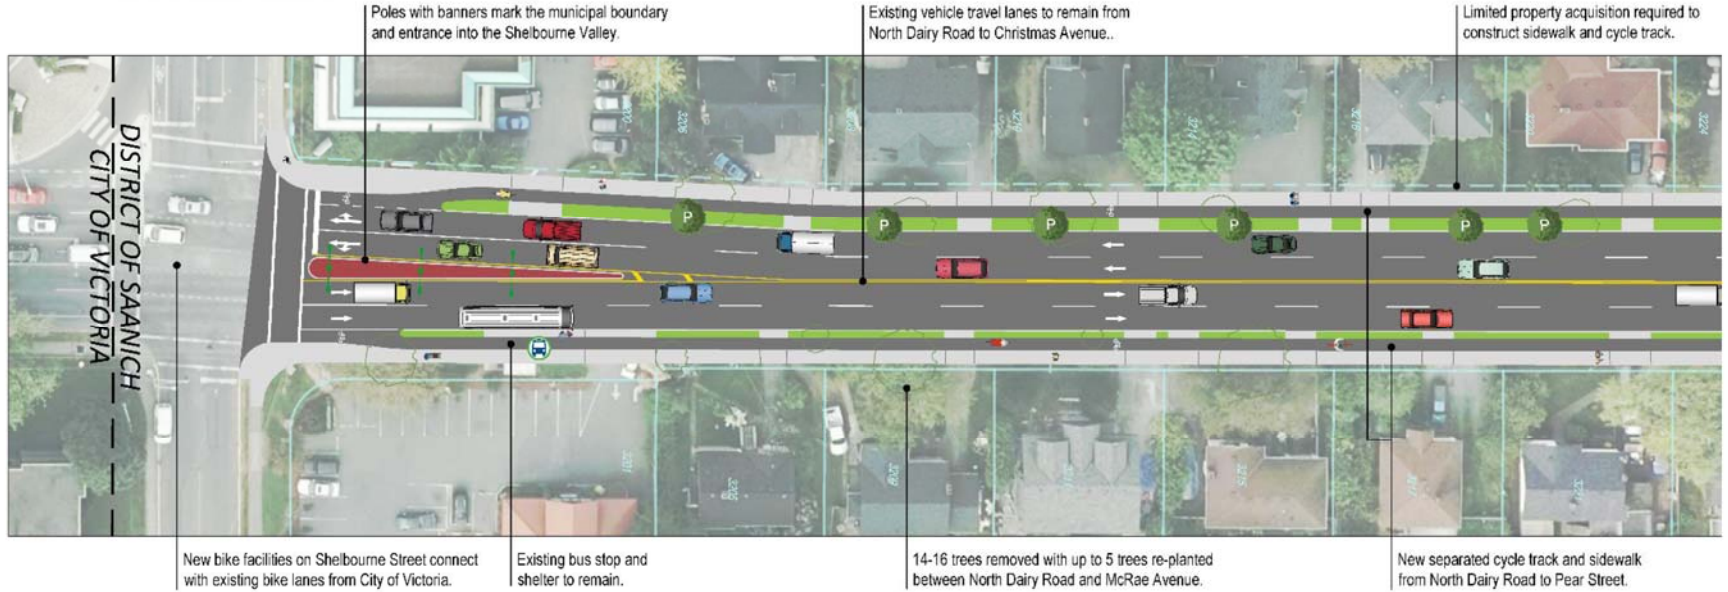 Poles with banners mark the municipal boundary
and entrance into the Shelbourne Valley.
Existing vehicle travel lanes to remain from
North Dairy Road to Christmas Avenue..
Limited property acquisition required to
construct sidewalk and cycle track.
DISTRICT OF SAANICH
CITY OF VICTORIA
3206
3224
P
P
P
P
P
P
3209
3215
New bike facilities on Shelbourne Street connect
with existing bike lanes from City of Victoria.
Existing bus stop and
shelter to remain.
14-16 trees removed with up to 5 trees re-planted
between North Dairy Road and McRae Avenue.
New separated cycle track and sidewalk
from North Dairy Road to Pear Street.